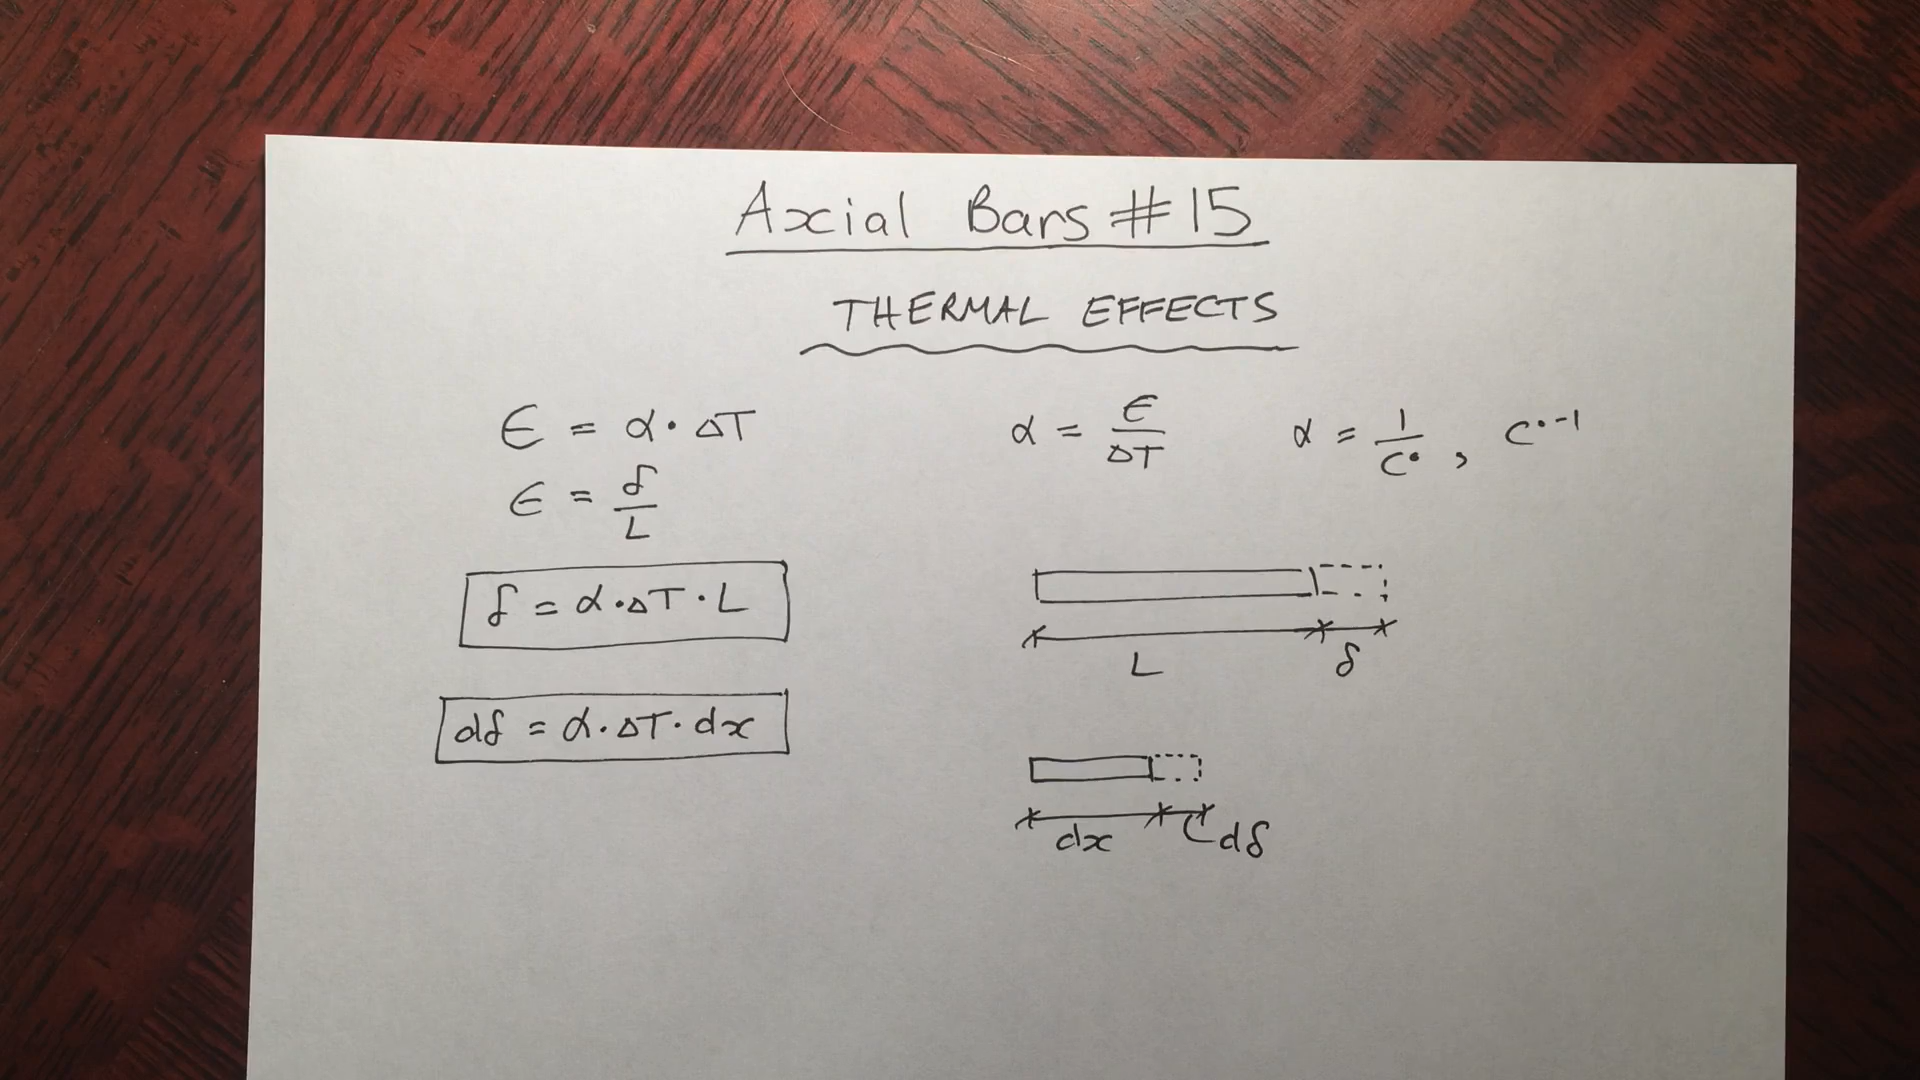 Axial Bars #15
THERMAL EFFECTS
ϵ = α · ΔT
α = ϵ/ΔT
α = 1/C°, C°⁻¹
ϵ = δ/L
δ = α · ΔT · L
L δ
dδ = α · ΔT · dx
dx dδ